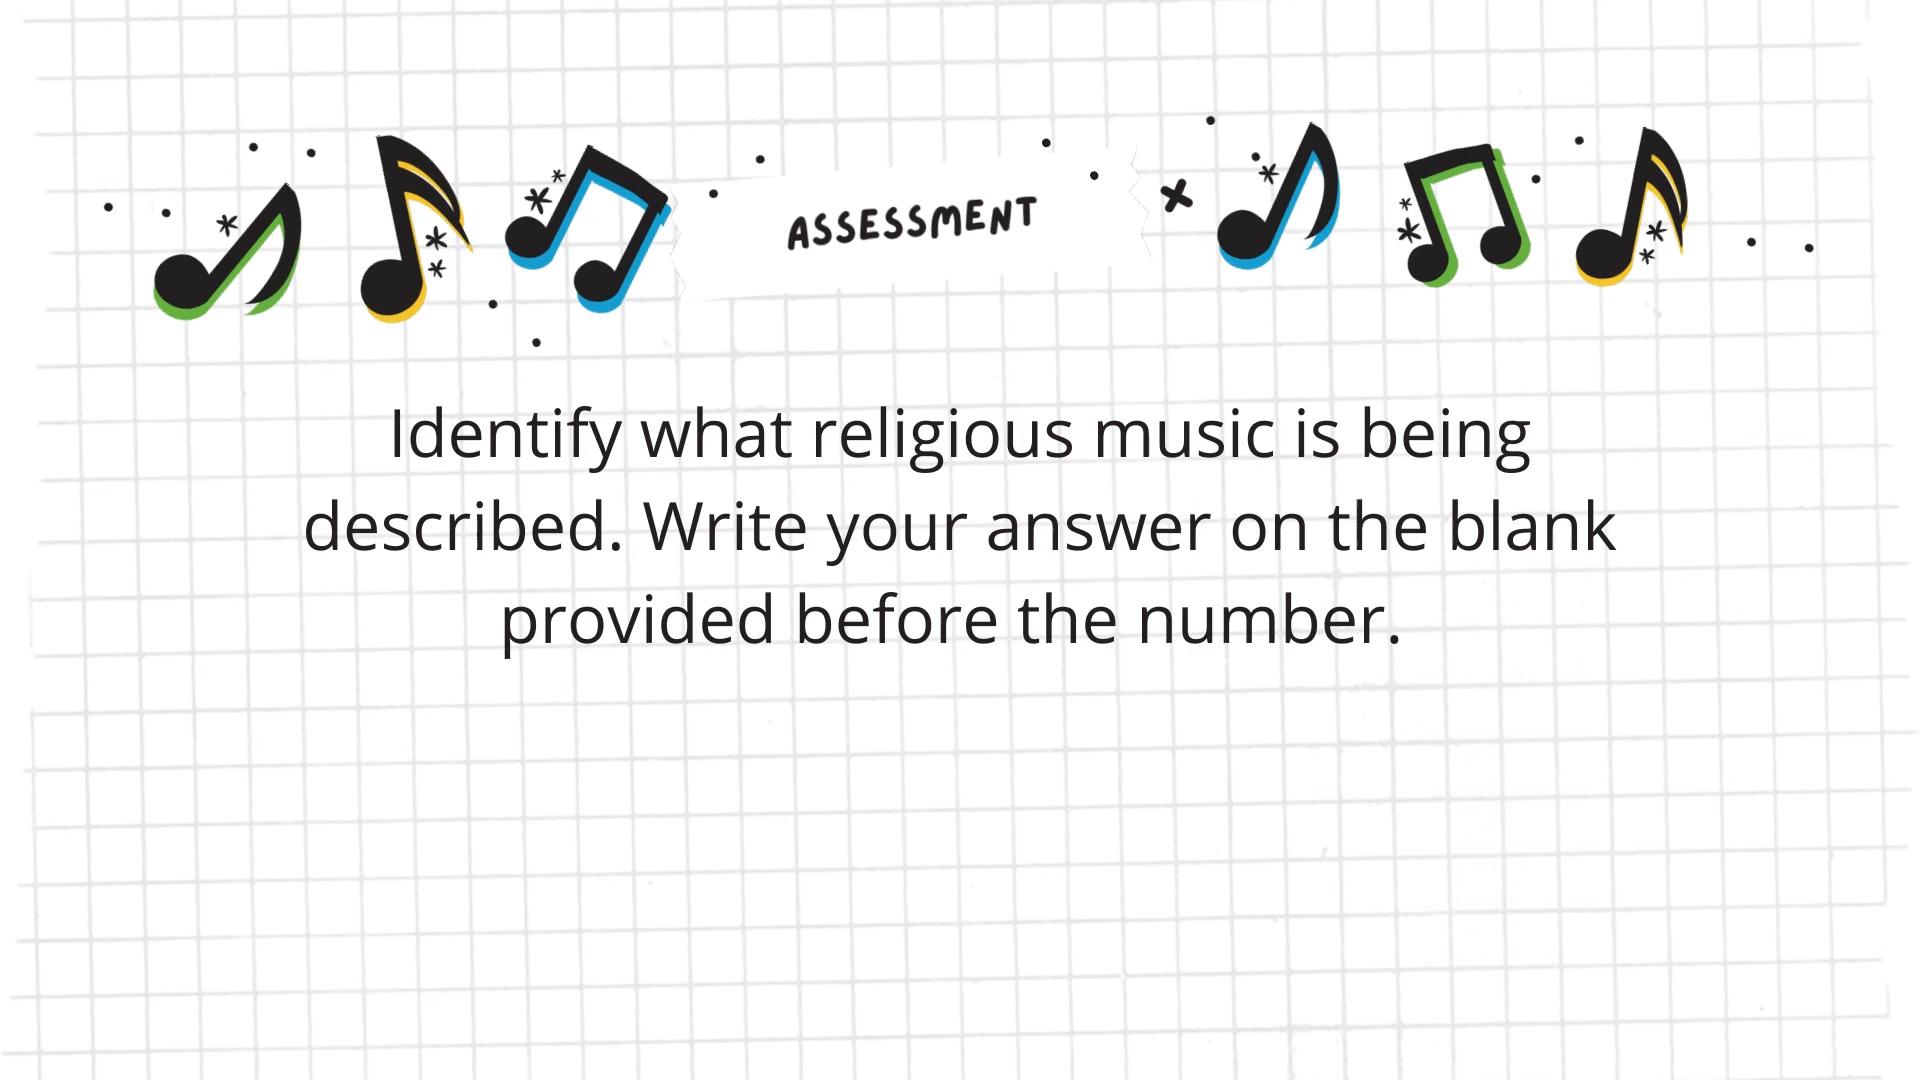 ASSESSMENT
Identify what religious music is being
described. Write your answer on the blank
provided before the number.